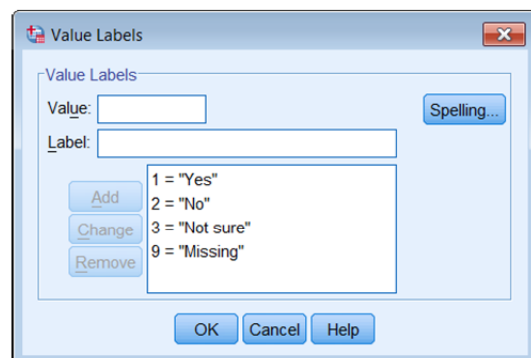 Value Labels
Value Labels
Value:
Spelling...
Label:
Add
Change
Remove
1 = "Yes"
2 = "No"
3 = "Not sure"
9 = "Missing"
OK Cancel Help